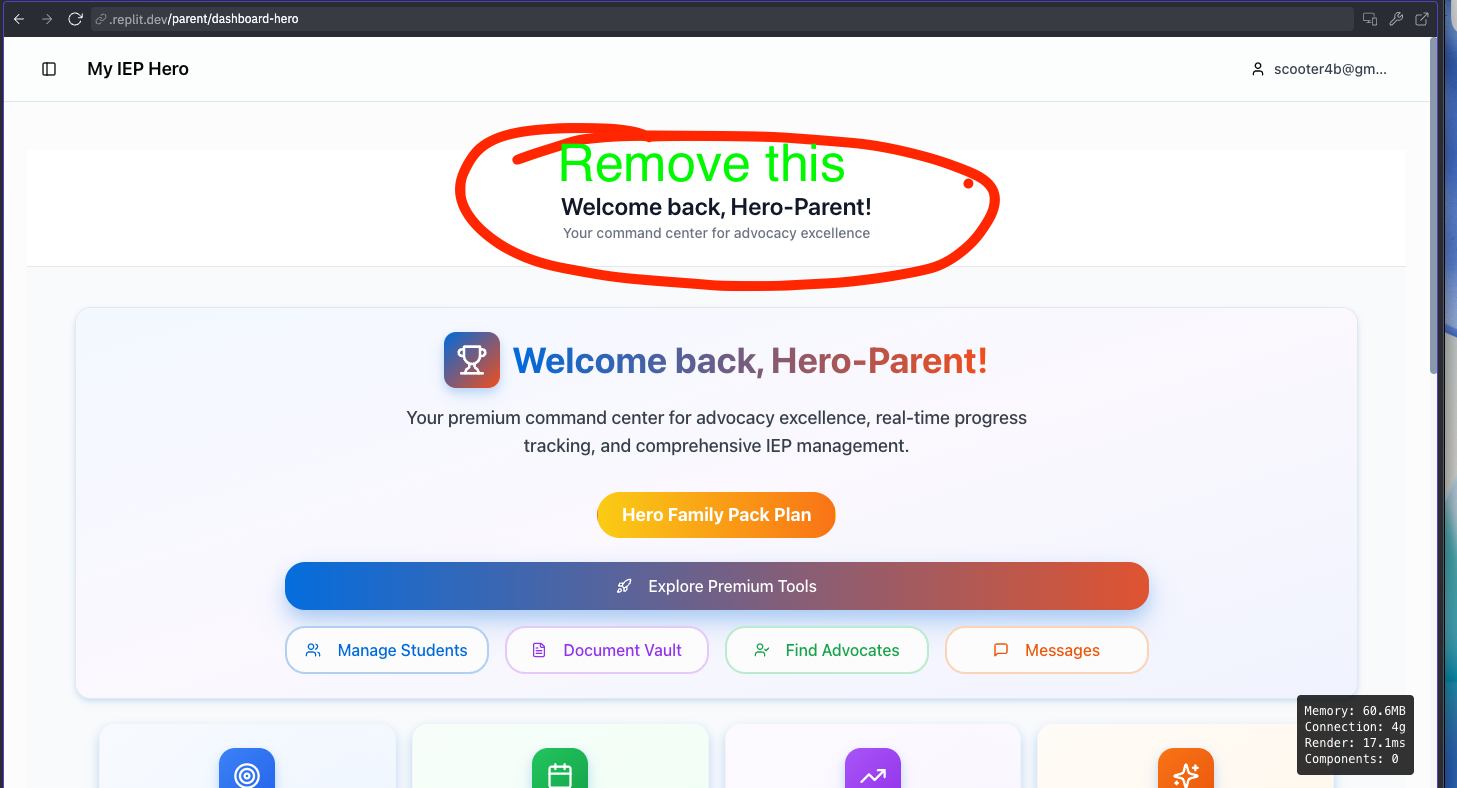 .replit.dev/parent/dashboard-hero
My IEP Hero
scooter4b@gm...
Remove this
Welcome back, Hero-Parent!
Your command center for advocacy excellence
Welcome back, Hero-Parent!
Your premium command center for advocacy excellence, real-time progress
tracking, and comprehensive IEP management.
Hero Family Pack Plan
Explore Premium Tools
Manage Students
Document Vault
Find Advocates
Messages
Memory: 60.6MB
Connection: 4g
Render: 17.1ms
Components: 0